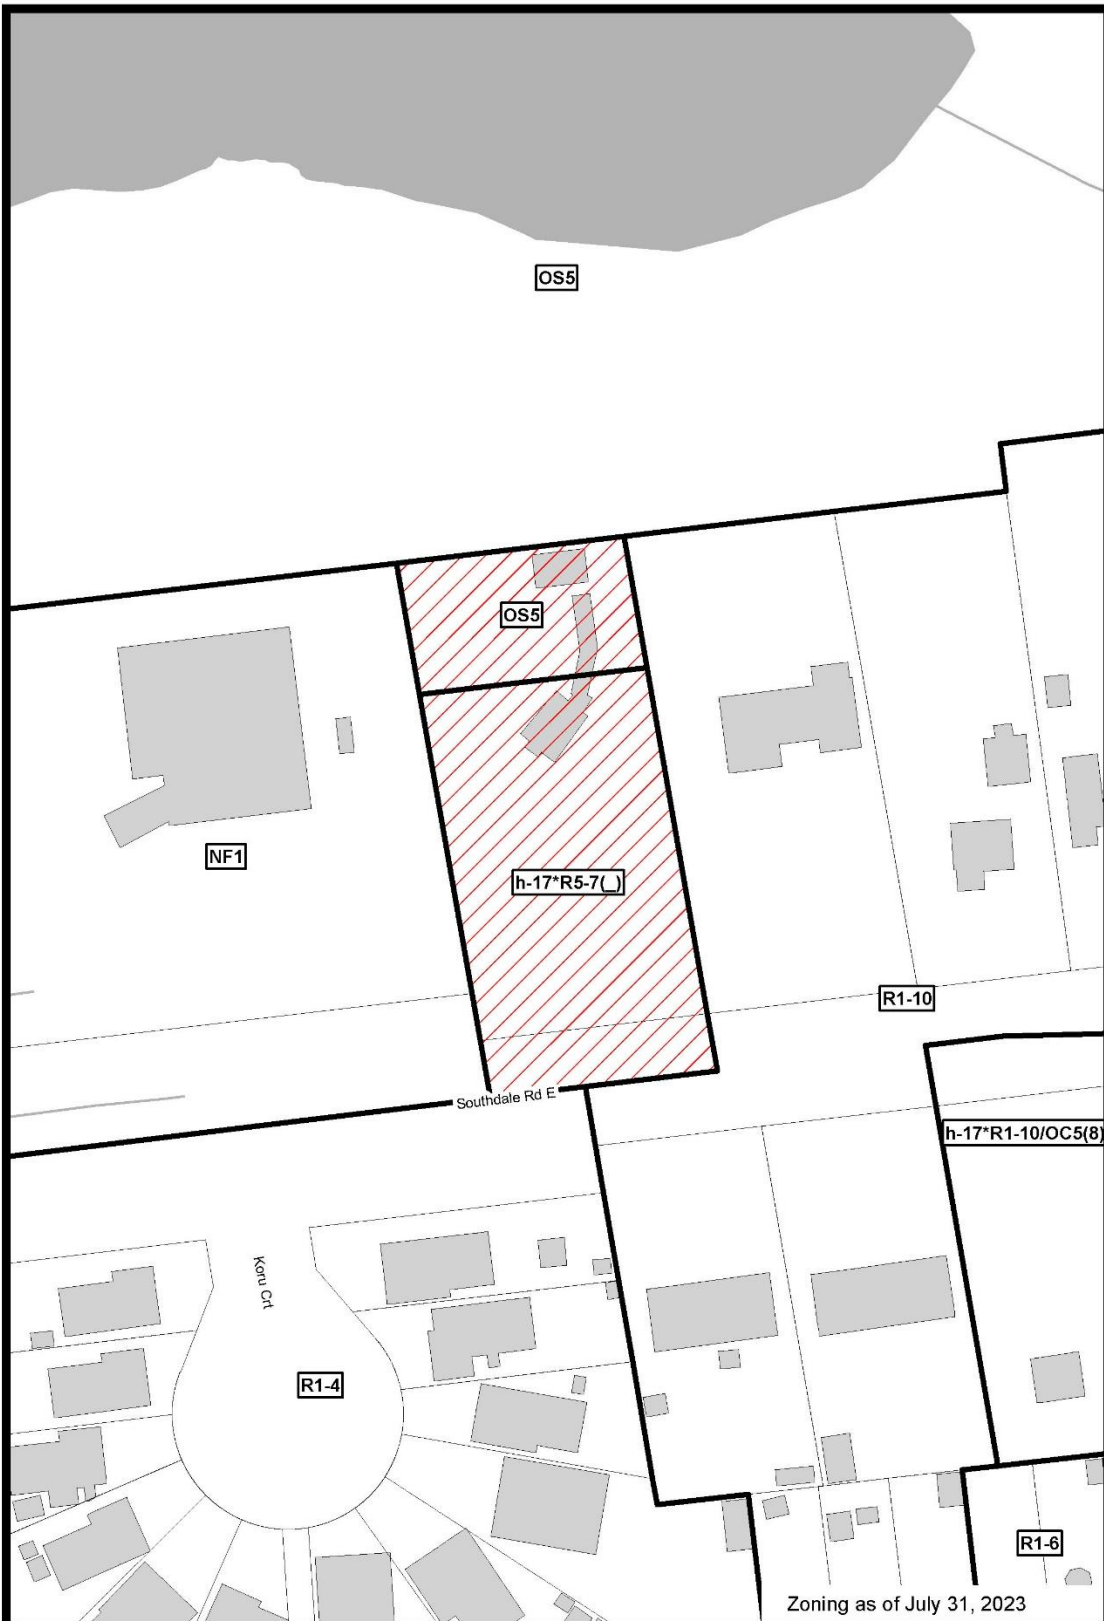 OS5
OS5
NF1
h-17*R5-7(_)
R1-10
Southdale Rd E
h-17*R1-10/OC5(8)
Koru Crt
R1-4
R1-6
Zoning as of July 31, 2023